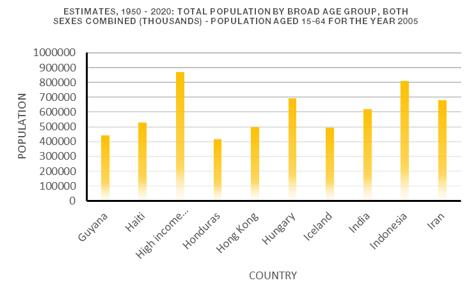 ESTIMATES, 1950 - 2020: TOTAL POPULATION BY BROAD AGE GROUP, BOTH
SEXES COMBINED (THOUSANDS) - POPULATION AGED 15-64 FOR THE YEAR 2005
1000000
900000
800000
700000
600000
500000
400000
300000
200000
100000
0
POPULATION
Guyana
Haiti
High income...
Honduras
Hong Kong
Hungary
Iceland
India
Indonesia
Iran
COUNTRY